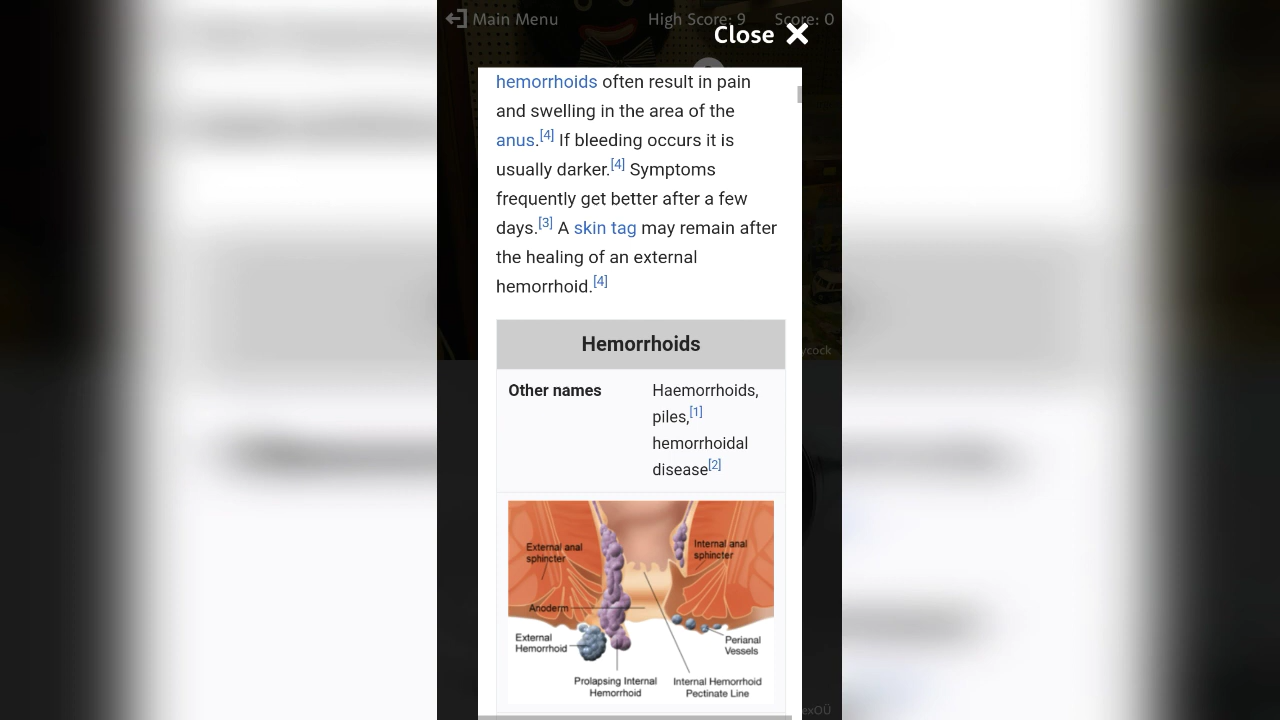 Main Menu High Score: 9 Score: 0
Close
hemorrhoids often result in pain
and swelling in the area of the
anus.[4] If bleeding occurs it is
usually darker.[4] Symptoms
frequently get better after a few
days.[3] A skin tag may remain after
the healing of an external
hemorrhoid.[4]
Hemorrhoids
Other names
Haemorrhoids,
piles,[1]
hemorrhoidal
disease[2]
External anal
sphincter
Internal anal
sphincter
Anoderm
External
Hemorrhoid
Perianal
Vessels
Prolapsing Internal
Hemorrhoid
Internal Hemorrhoid
Pectinate Line